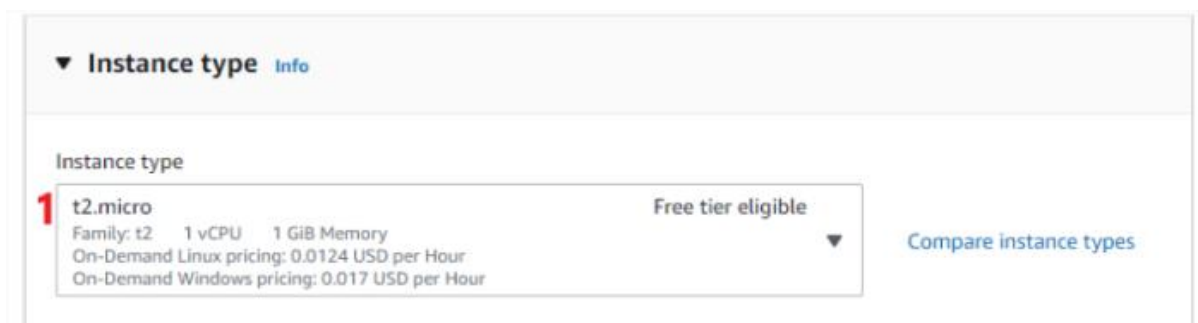 ▼ Instance type Info
Instance type
1
t2.micro Free tier eligible
Family: t2 1 vCPU 1 GiB Memory
On-Demand Linux pricing: 0.0124 USD per Hour
On-Demand Windows pricing: 0.017 USD per Hour
Compare instance types